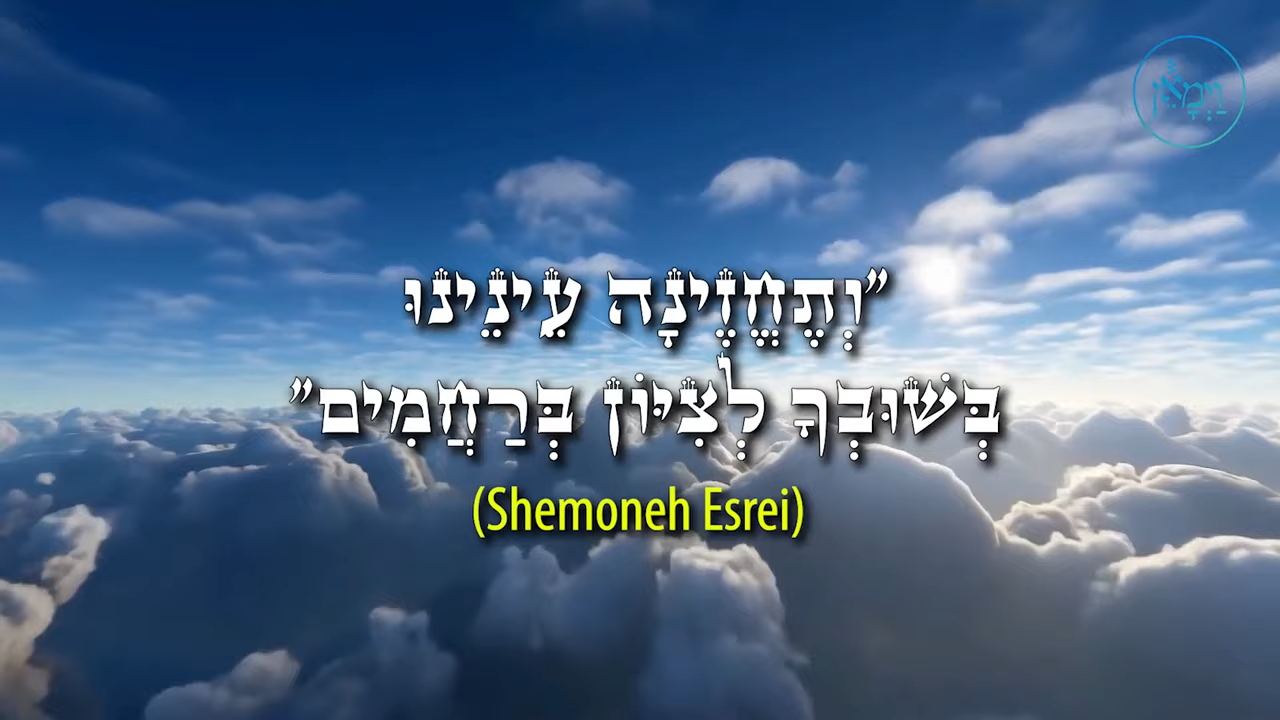 "וְתֶחֱזֶינָה עֵינֵינוּ
בְּשׁוּבְךָ לְצִיּוֹן בְּרַחֲמִים"
(Shemoneh Esrei)